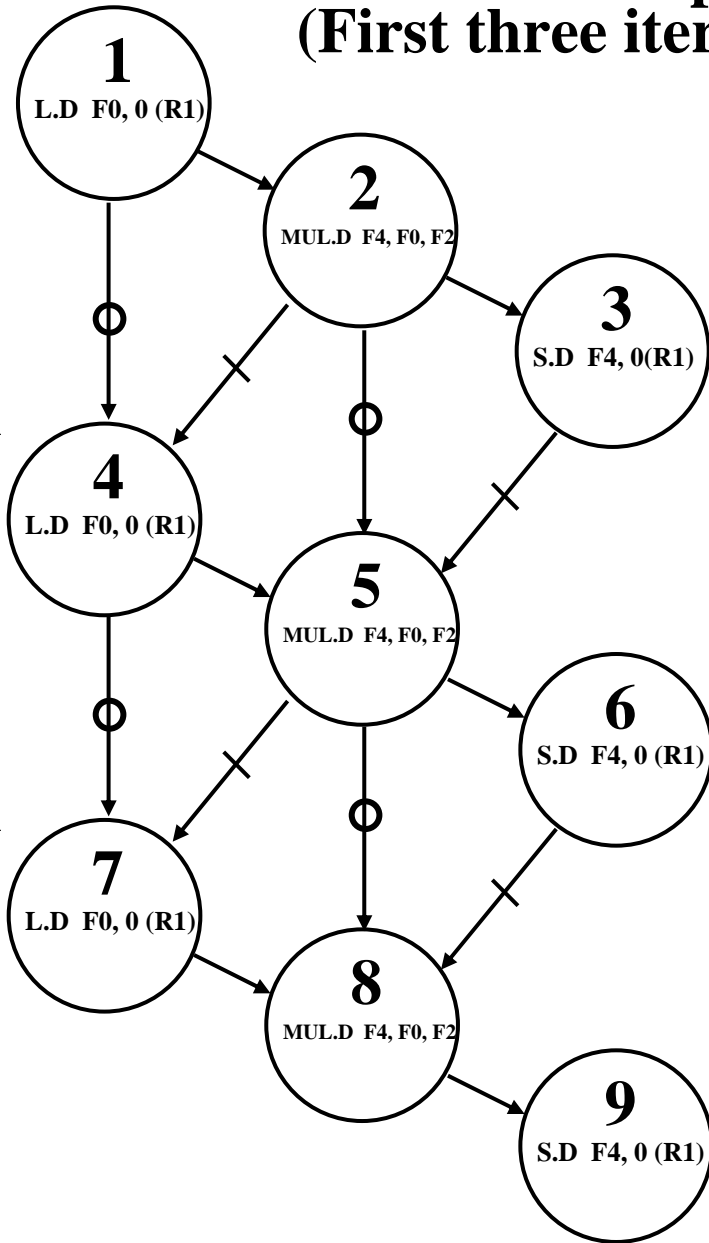 (First three iter
1
L.D F0, 0 (R1)
2
MUL.D F4, F0, F2
3
S.D F4, 0(R1)
4
L.D F0, 0 (R1)
5
MUL.D F4, F0, F2
6
S.D F4, 0 (R1)
7
L.D F0, 0 (R1)
8
MUL.D F4, F0, F2
9
S.D F4, 0 (R1)